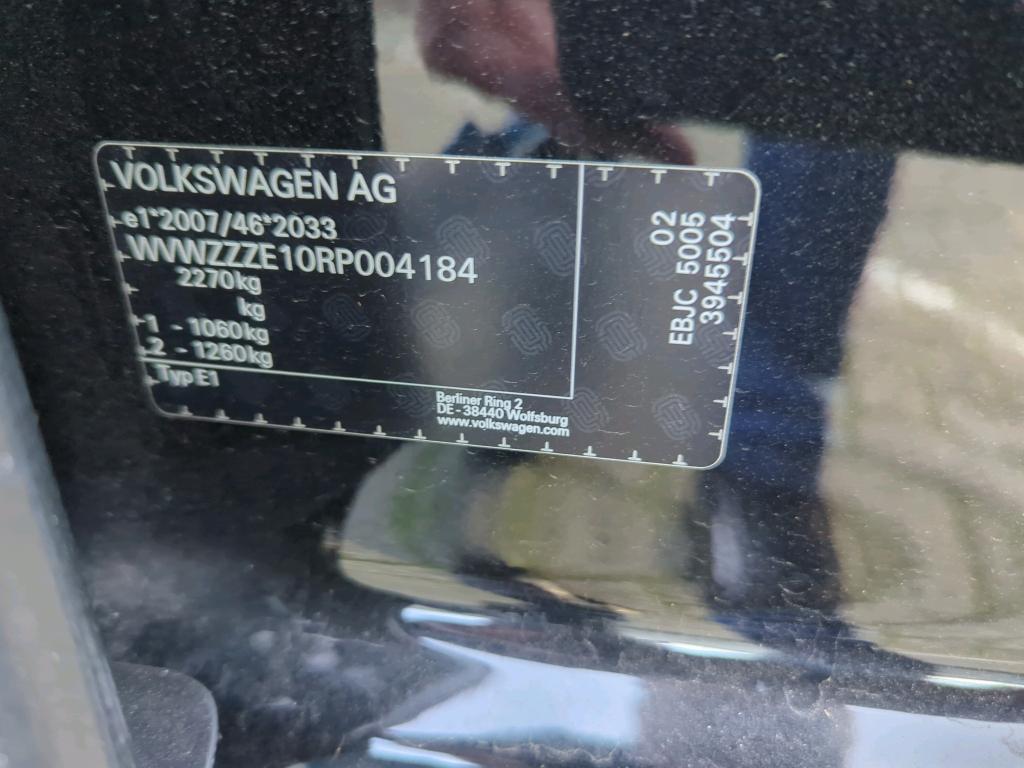 VOLKSWAGEN AG
e1*2007/46*2033
WVWZZZE10RP004184
2270kg
kg
1 - 1060kg
2 - 1260kg
Typ E1
Berliner Ring 2
DE-38440 Wolfsburg
www.volkswagen.com
02
EBJC 5005
3945504